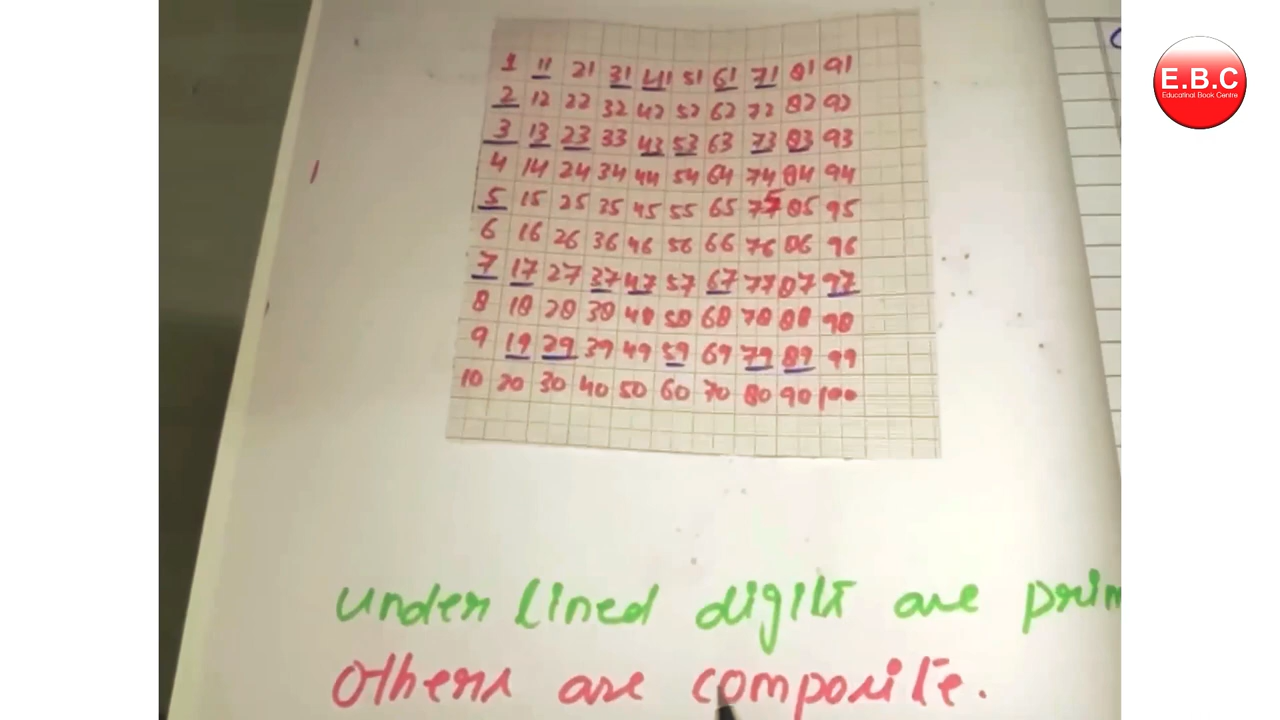 1 11 21 31 41 51 61 71 81 91
2 12 22 32 42 52 62 72 82 92
3 13 23 33 43 53 63 73 83 93
4 14 24 34 44 54 64 74 84 94
5 15 25 35 45 55 65 75 85 95
6 16 26 36 46 56 66 76 86 96
7 17 27 37 47 57 67 77 87 97
8 18 28 38 48 58 68 78 88 98
9 19 29 39 49 59 69 79 89 99
10 20 30 40 50 60 70 80 90 100
under lined digits are prim
Others are composite.
E.B.C
Educatinal Book Centre